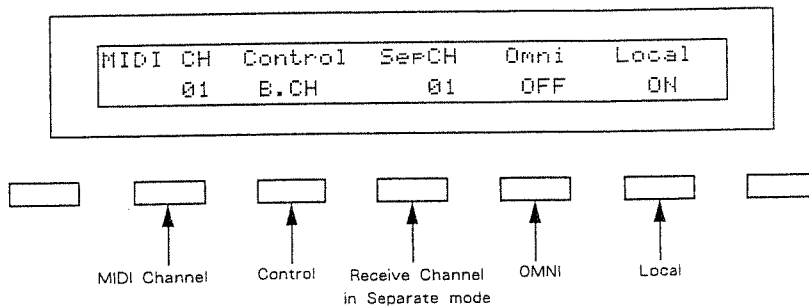 MIDI CH Control SepCH Omni Local
01 B.CH 01 OFF ON
MIDI Channel Control Receive Channel OMNI Local
in Separate mode